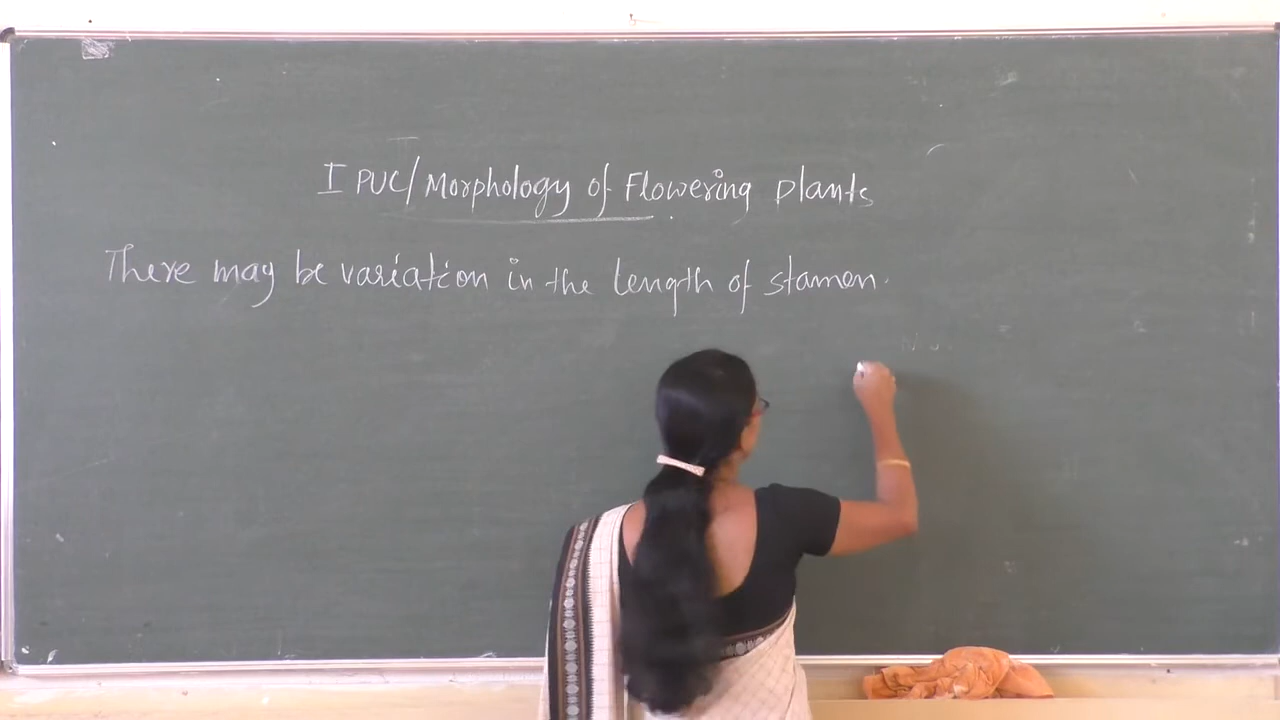 I PUC/Morphology of Flowering plants
There may be variation in the length of stamen.